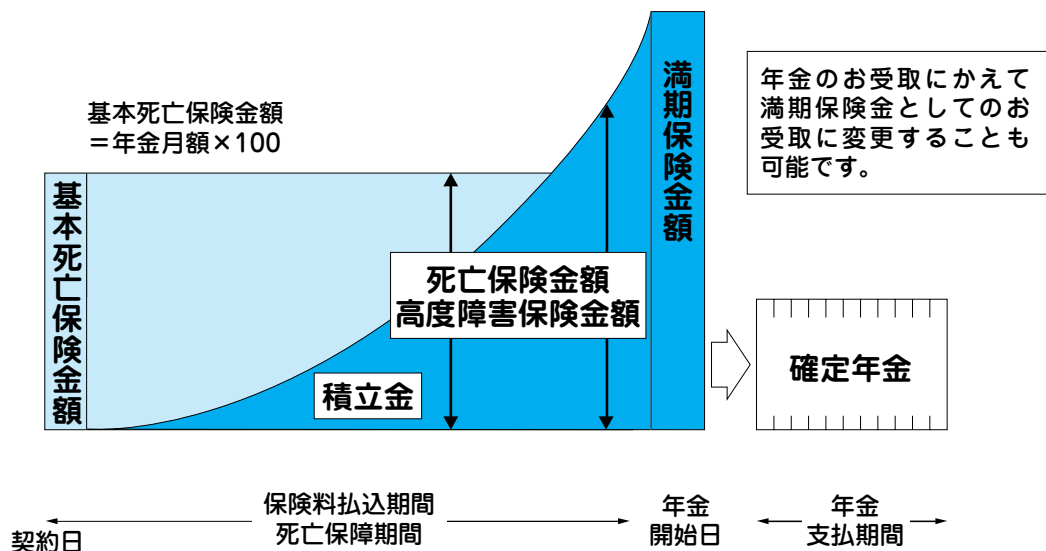 基本死亡保険金額
＝年金月額×100
年金のお受取にかえて
満期保険金としてのお
受取に変更することも
可能です。
基本死亡保険金額
満期保険金額
死亡保険金額
高度障害保険金額
積立金
確定年金
契約日
保険料払込期間
死亡保障期間
年金
開始日
年金
支払期間